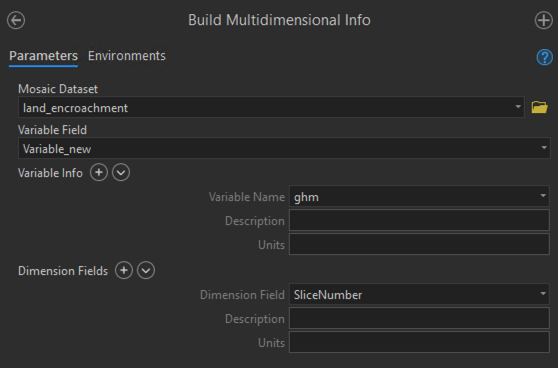 Build Multidimensional Info
Parameters Environments
Mosaic Dataset
land_encroachment
Variable Field
Variable_new
Variable Info
Variable Name ghm
Description
Units
Dimension Fields
Dimension Field SliceNumber
Description
Units